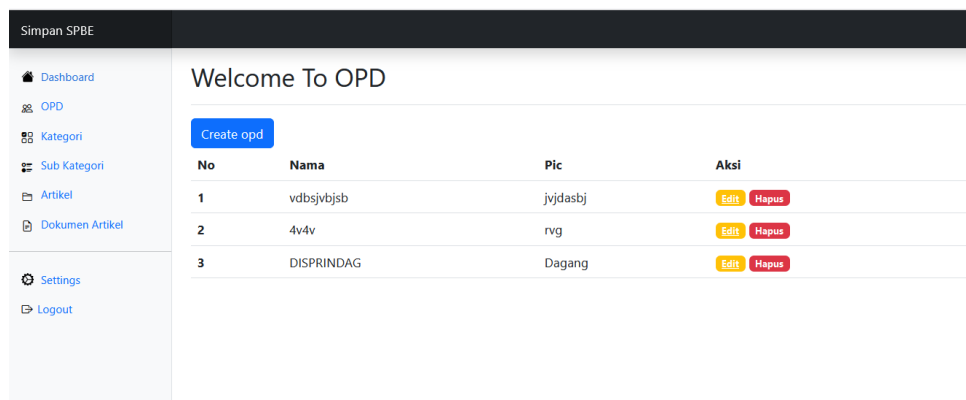 Simpan SPBE
Dashboard
OPD
Kategori
Sub Kategori
Artikel
Dokumen Artikel
Settings
Logout
Welcome To OPD
Create opd
No Nama Pic Aksi
1 vdbsjvbjsb jvjdasbj Edit Hapus
2 4v4v rvg Edit Hapus
3 DISPRINDAG Dagang Edit Hapus